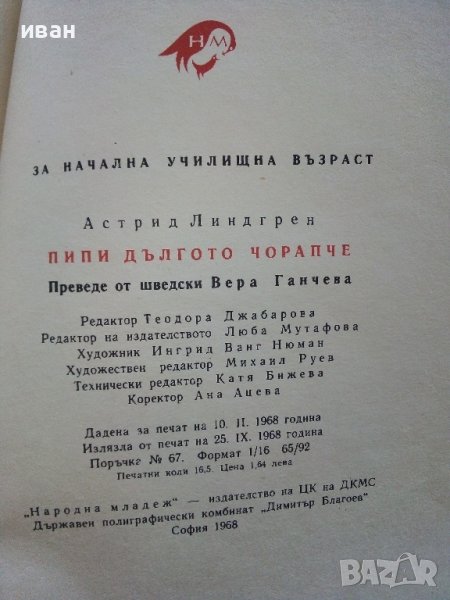 иван
НМ
ЗА НАЧАЛНА УЧИЛИЩНА ВЪЗРАСТ
Астрид Линдгрен
ПИПИ ДЪЛГОТО ЧОРАПЧЕ
Преведе от шведски Вера Ганчева
Редактор Теодора Джабарова
Редактор на издателството Люба Мутафова
Художник Ингрид Ванг Нюман
Художествен редактор Михаил Руев
Технически редактор Катя Бижева
Коректор Ана Ацева
Дадена за печат на 10. II. 1968 година
Излязла от печат на 25. IX. 1968 година
Поръчка № 67. Формат 1/16 65/92
Печатни коли 16,5. Цена 1,64 лева
„Народна младеж“ — издателство на ЦК на ДКМС
Държавен полиграфически комбинат „Димитър Благоев“
София 1968
BAZAR
bg